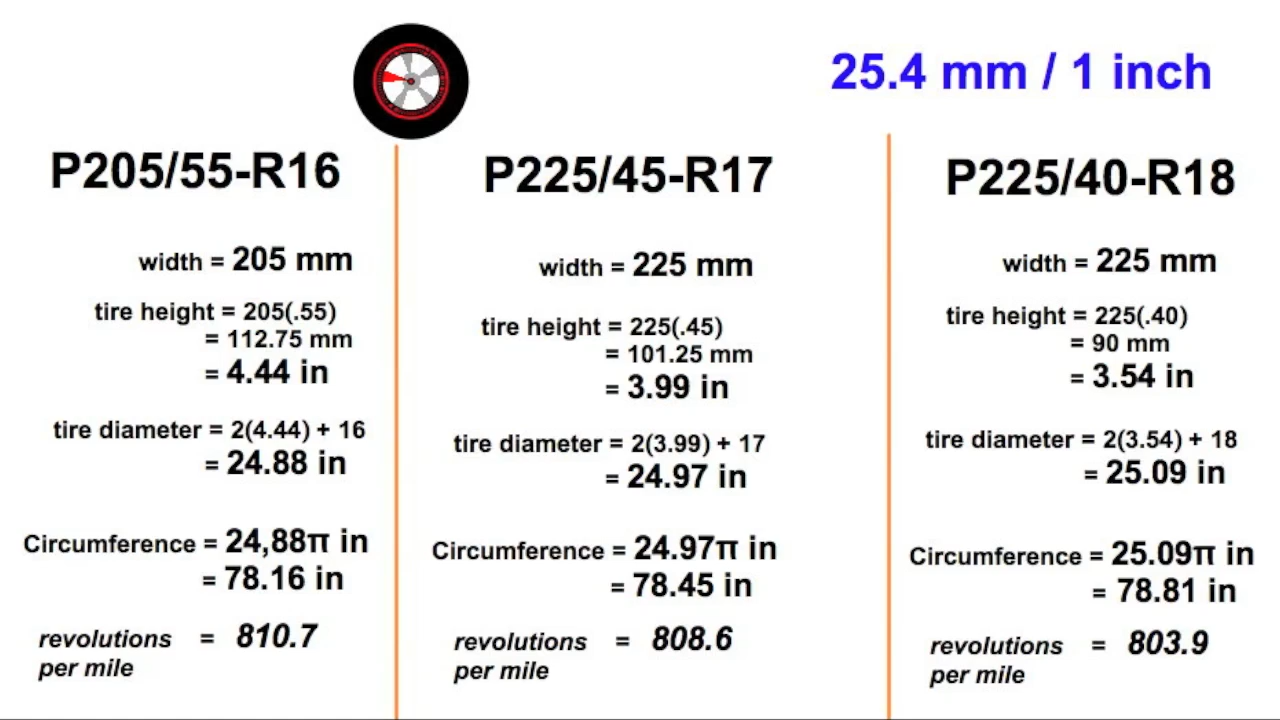 25.4 mm / 1 inch
P205/55-R16
width = 205 mm
tire height = 205(.55)
= 112.75 mm
= 4.44 in
tire diameter = 2(4.44) + 16
= 24.88 in
Circumference = 24,88π in
= 78.16 in
revolutions = 810.7
per mile
P225/45-R17
width = 225 mm
tire height = 225(.45)
= 101.25 mm
= 3.99 in
tire diameter = 2(3.99) + 17
= 24.97 in
Circumference = 24.97π in
= 78.45 in
revolutions = 808.6
per mile
P225/40-R18
width = 225 mm
tire height = 225(.40)
= 90 mm
= 3.54 in
tire diameter = 2(3.54) + 18
= 25.09 in
Circumference = 25.09π in
= 78.81 in
revolutions = 803.9
per mile